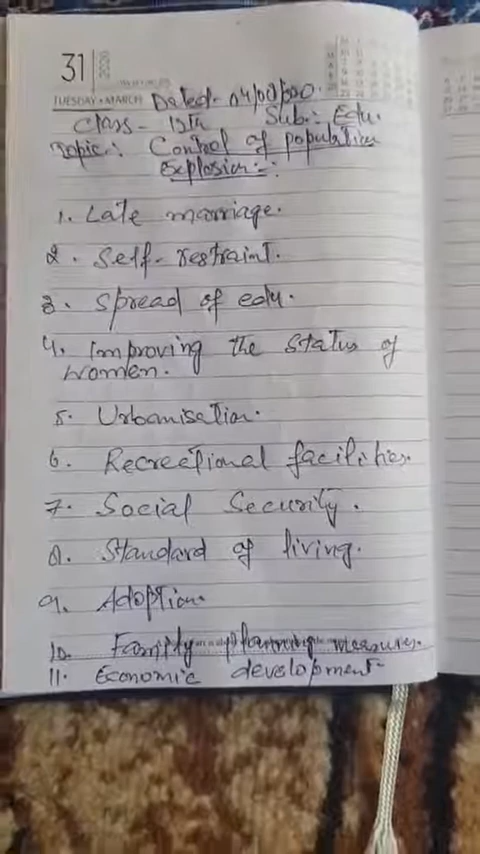 31
2020
TUESDAY • MARCH
Dated-
Class - 12th Sub:- Edu.
Topic:- Control of population
Explosion:-
1. Late marriage.
2. Self-restraint.
3. Spread of edu.
4. Improving the status of
women.
5. Urbanisation.
6. Recreational facilities.
7. Social Security.
8. Standard of living.
9. Adoption.
10. Family planning measures.
11. Economic development